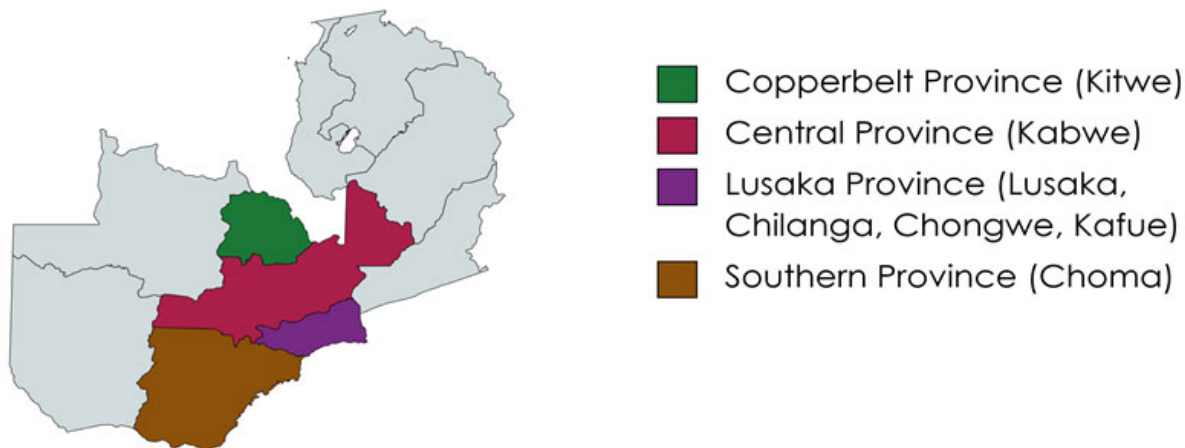 Copperbelt Province (Kitwe)
Central Province (Kabwe)
Lusaka Province (Lusaka,
Chilanga, Chongwe, Kafue)
Southern Province (Choma)